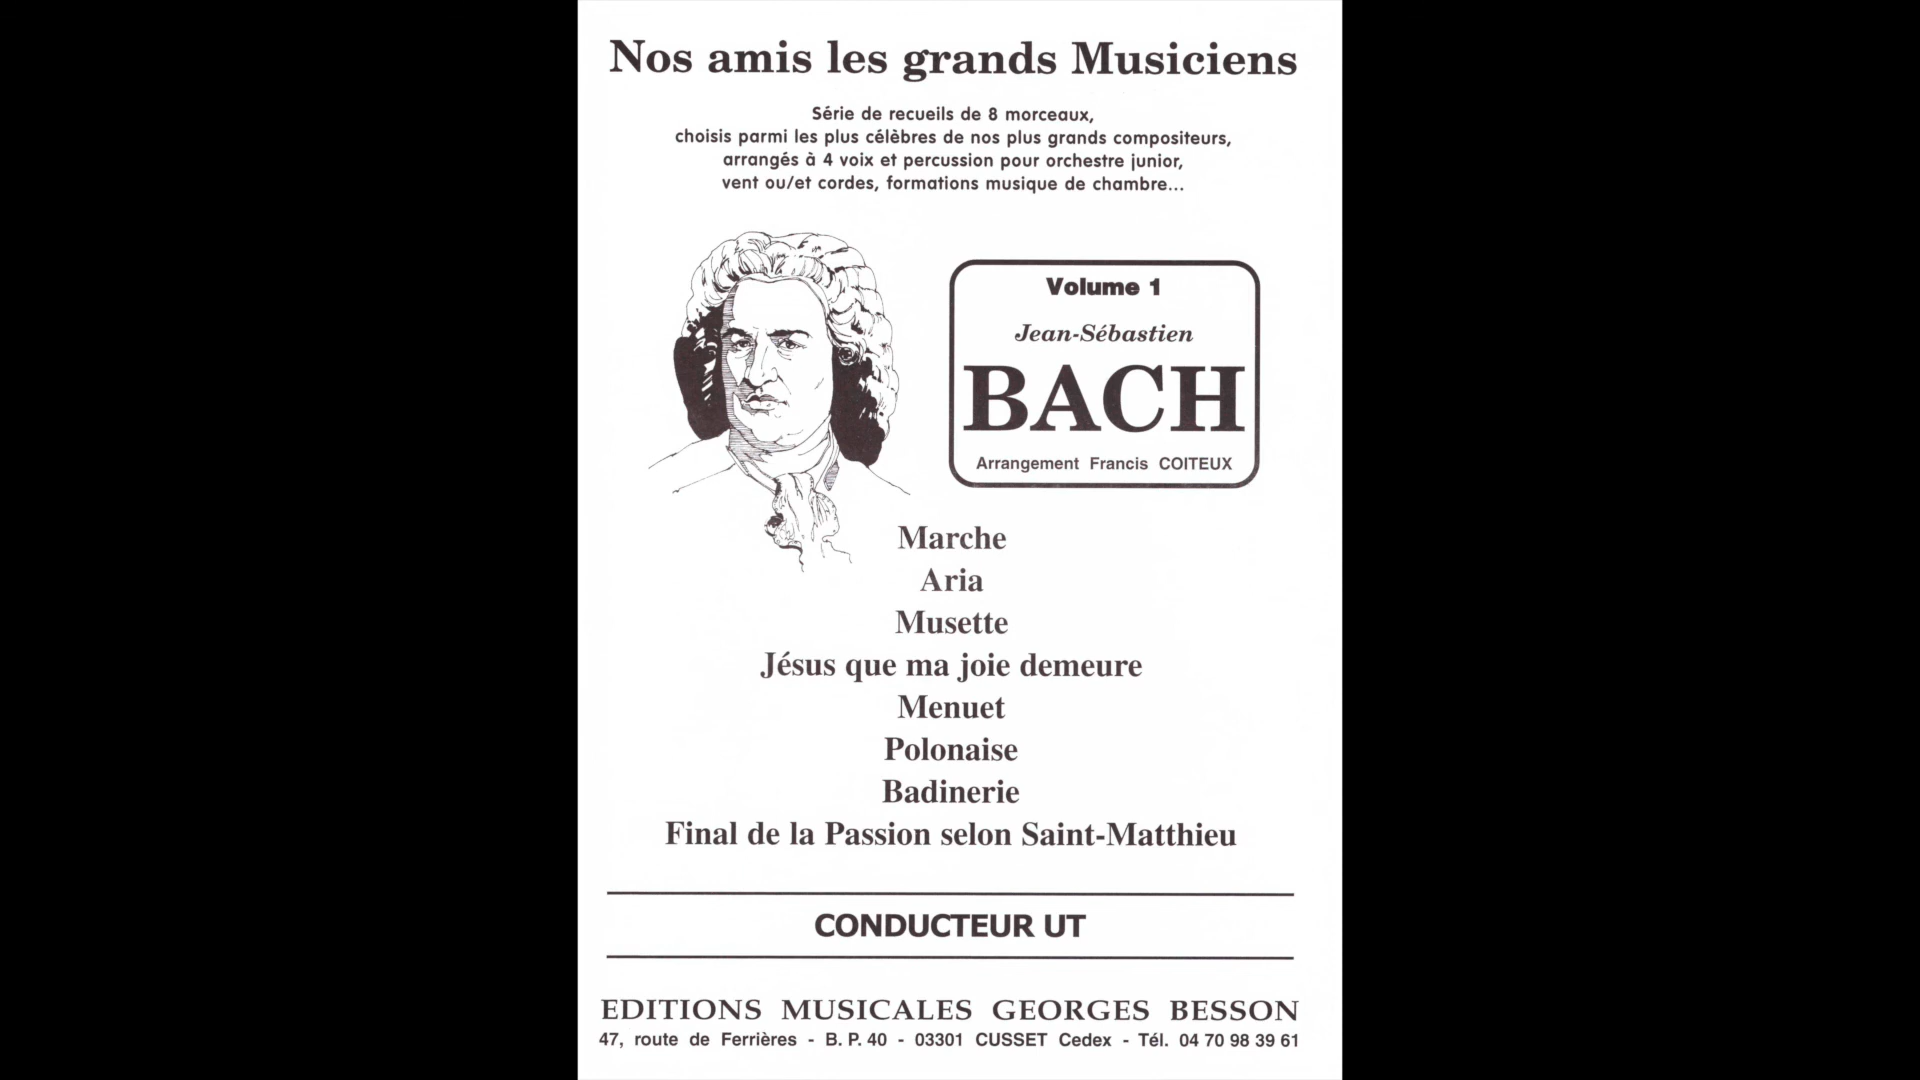 Nos amis les grands Musiciens
Série de recueils de 8 morceaux,
choisis parmi les plus célèbres de nos plus grands compositeurs,
arrangés à 4 voix et percussion pour orchestre junior,
vent ou/et cordes, formations musique de chambre...
Volume 1
Jean-Sébastien
BACH
Arrangement Francis COITEUX
Marche
Aria
Musette
Jésus que ma joie demeure
Menuet
Polonaise
Badinerie
Final de la Passion selon Saint-Matthieu
CONDUCTEUR UT
EDITIONS MUSICALES GEORGES BESSON
47, route de Ferrières - B. P. 40 - 03301 CUSSET Cedex - Tél. 04 70 98 39 61